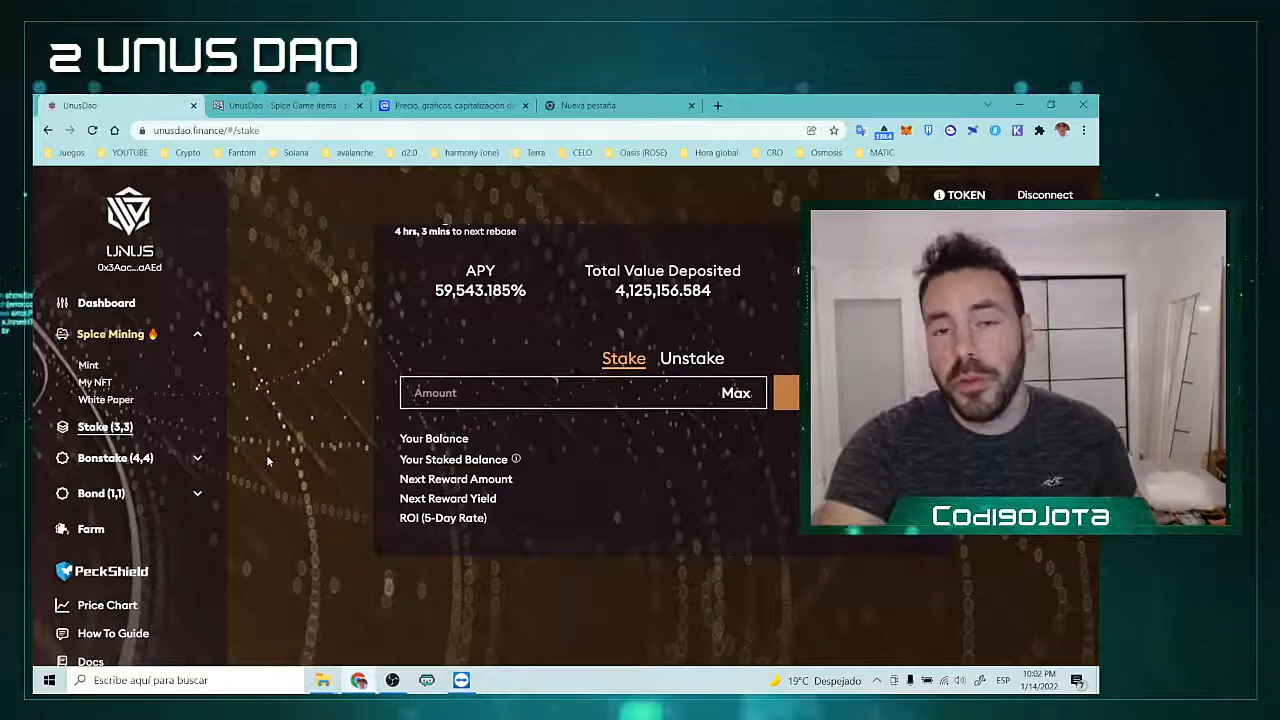 2 UNUS DAO
UnusDao
UnusDao - Spice Game items - t
Precio, gráficos, capitalización de
Nueva pestaña
unusdao.finance/#/stake
130.4
Juegos
YOUTUBE
Crypto
Fantom
Solana
avalanche
d2.0
harmony (one)
Terra
CELO
Oasis (ROSE)
Hora global
CRO
Osmosis
MATIC
UNUS
0x3Aac...aAEd
Dashboard
Spice Mining
Mint
My NFT
White Paper
Stake (3,3)
Bonstake (4,4)
Bond (1,1)
Farm
PeckShield
Price Chart
How To Guide
Docs
TOKEN
Disconnect
4 hrs, 3 mins to next rebase
APY
59,543.185%
Total Value Deposited
4,125,156.584
Stake
Unstake
Amount
Max
Your Balance
Your Staked Balance
Next Reward Amount
Next Reward Yield
ROI (5-Day Rate)
CodigoJota
Escribe aquí para buscar
19°C Despejado
ESP
10:02 PM
1/14/2022